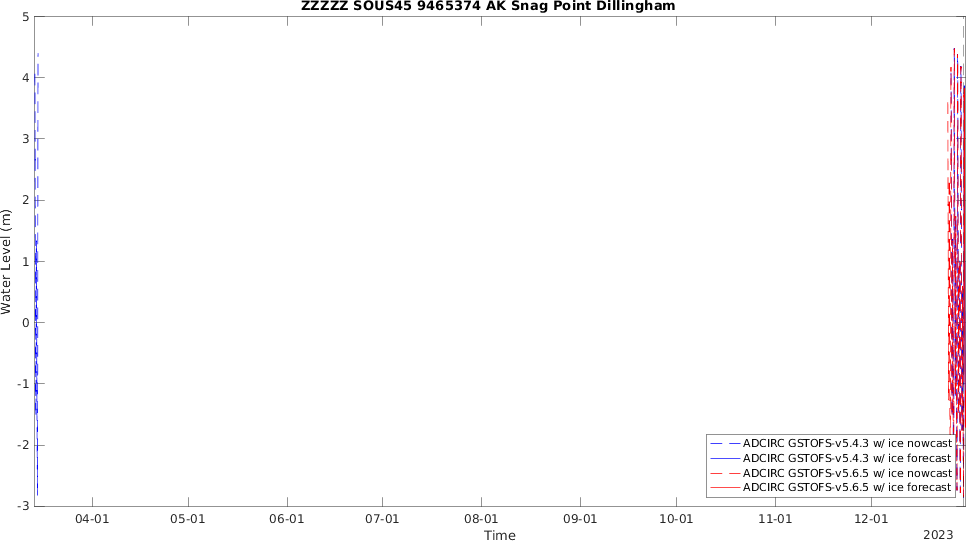 ZZZZZ SOUS45 9465374 AK Snag Point Dillingham
5
4
3
2
1
0
-1
-2
-3
Water Level (m)
ADCIRC GSTOFS-v5.4.3 w/ ice nowcast
ADCIRC GSTOFS-v5.4.3 w/ ice forecast
ADCIRC GSTOFS-v5.6.5 w/ ice nowcast
ADCIRC GSTOFS-v5.6.5 w/ ice forecast
04-01 05-01 06-01 07-01 08-01 09-01 10-01 11-01 12-01
Time
2023